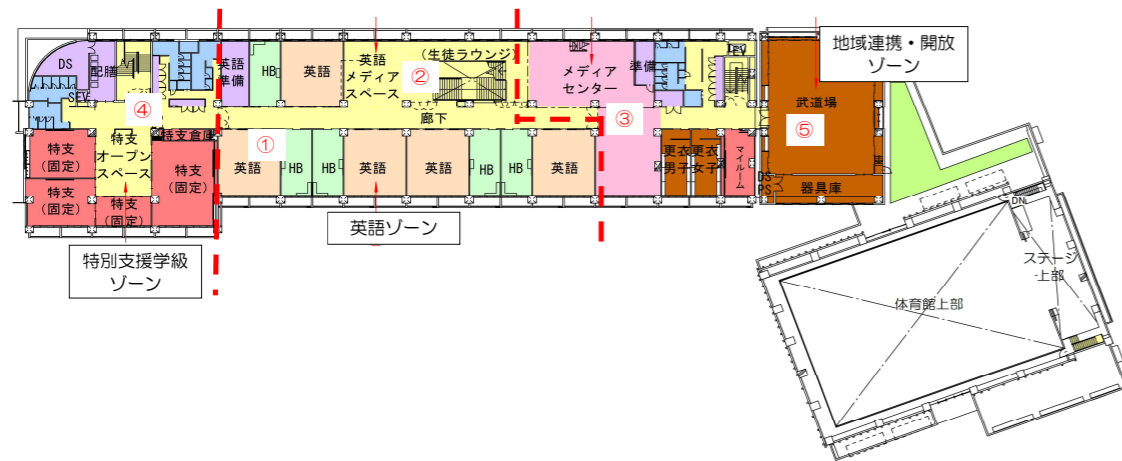 DS
配膳
SEV
④
英語
準備
HB
英語
英語
メディア
スペース
(生徒ラウンジ)
②
メディア
センター
準備
EV
地域連携・開放
ゾーン
武道場
⑤
廊下
③
特支倉庫
特支
(固定)
特支
オープン
スペース
特支
(固定)
①
英語
HB
HB
英語
英語
HB
HB
英語
更衣
男子
更衣
女子
マイルーム
DS
PS
器具庫
特支
(固定)
特支
(固定)
英語ゾーン
特別支援学級
ゾーン
DN
ステージ
上部
体育館上部